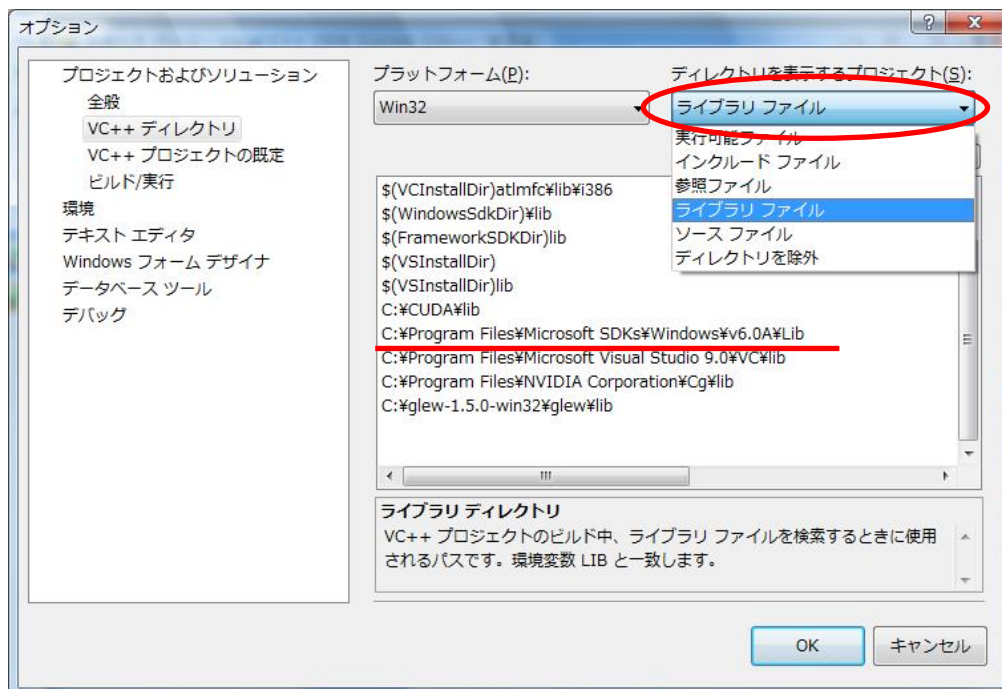 オプション
プロジェクトおよびソリューション
全般
VC++ ディレクトリ
VC++ プロジェクトの既定
ビルド/実行
環境
テキスト エディタ
Windows フォーム デザイナ
データベース ツール
デバッグ
プラットフォーム(P):
Win32
ディレクトリを表示するプロジェクト(S):
ライブラリ ファイル
実行可能ファイル
インクルード ファイル
参照ファイル
ライブラリ ファイル
ソース ファイル
ディレクトリを除外
$(VCInstallDir)atlmfc¥lib¥i386
$(WindowsSdkDir)¥lib
$(FrameworkSDKDir)lib
$(VSInstallDir)
$(VSInstallDir)lib
C:¥CUDA¥lib
C:¥Program Files¥Microsoft SDKs¥Windows¥v6.0A¥Lib
C:¥Program Files¥Microsoft Visual Studio 9.0¥VC¥lib
C:¥Program Files¥NVIDIA Corporation¥Cg¥lib
C:¥glew-1.5.0-win32¥glew¥lib
ライブラリ ディレクトリ
VC++ プロジェクトのビルド中、ライブラリ ファイルを検索するときに使用
されるパスです。環境変数 LIB と一致します。
OK
キャンセル